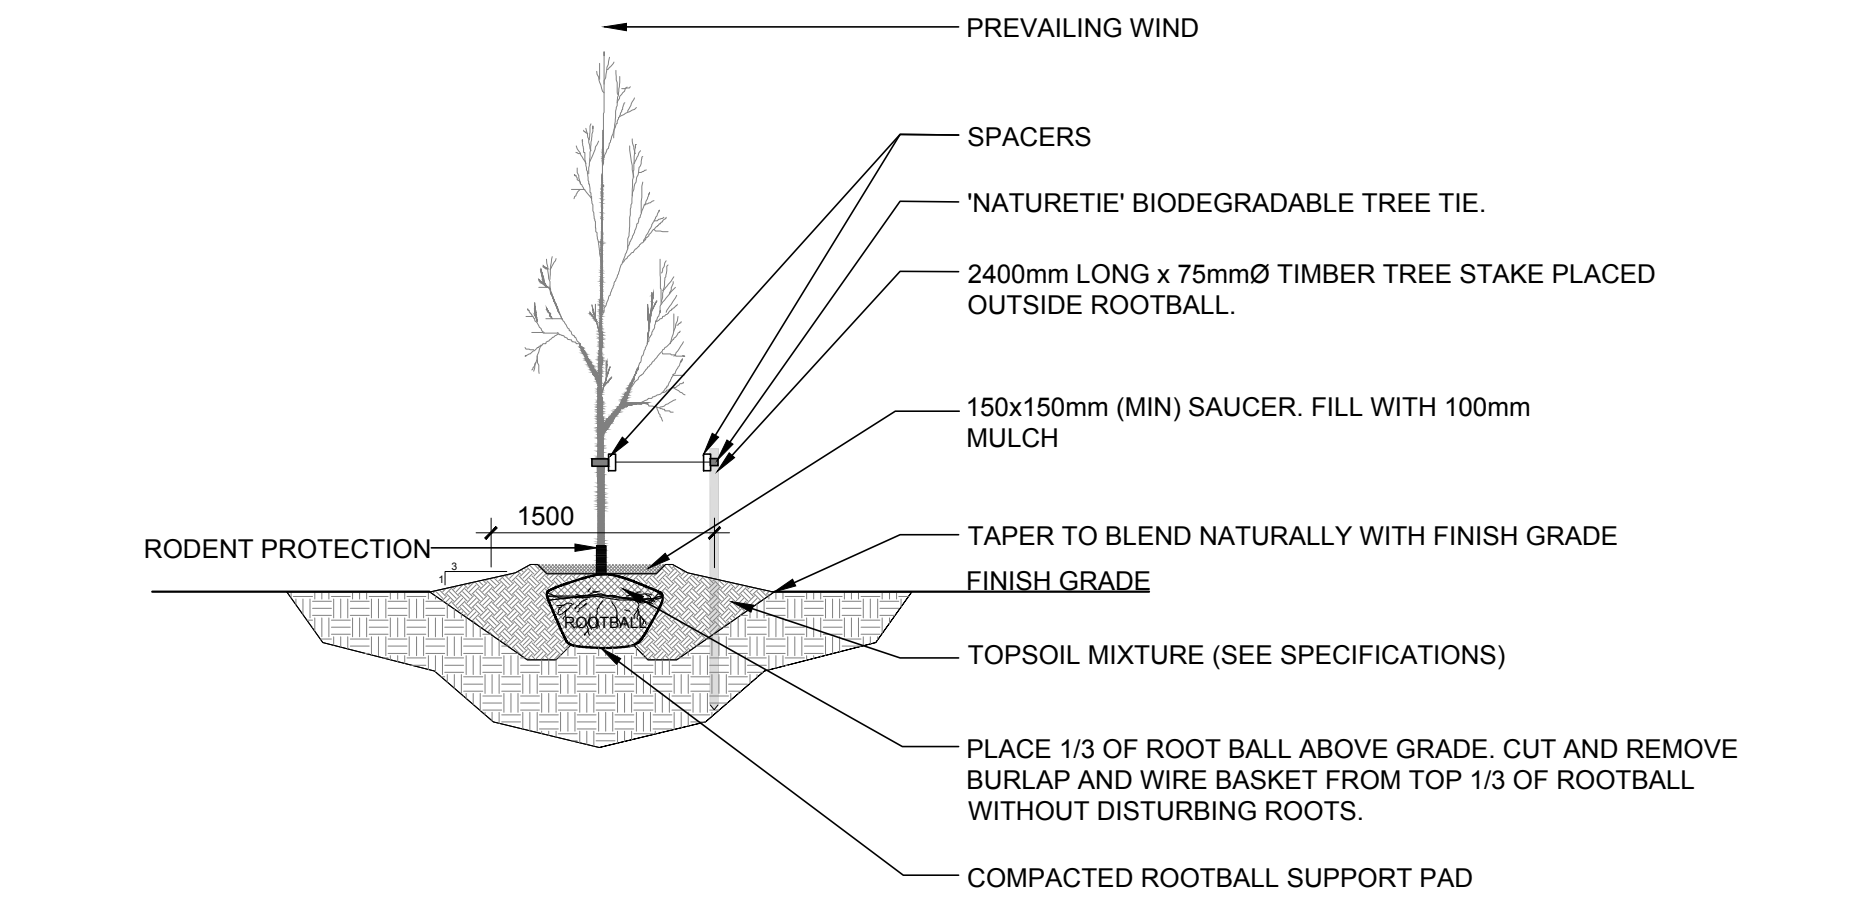 PREVAILING WIND
SPACERS
'NATURETIE' BIODEGRADABLE TREE TIE.
2400mm LONG x 75mmØ TIMBER TREE STAKE PLACED
OUTSIDE ROOTBALL.
150x150mm (MIN) SAUCER. FILL WITH 100mm
MULCH
1500
RODENT PROTECTION
TAPER TO BLEND NATURALLY WITH FINISH GRADE
3
1
FINISH GRADE
ROOTBALL
TOPSOIL MIXTURE (SEE SPECIFICATIONS)
PLACE 1/3 OF ROOT BALL ABOVE GRADE. CUT AND REMOVE
BURLAP AND WIRE BASKET FROM TOP 1/3 OF ROOTBALL
WITHOUT DISTURBING ROOTS.
COMPACTED ROOTBALL SUPPORT PAD